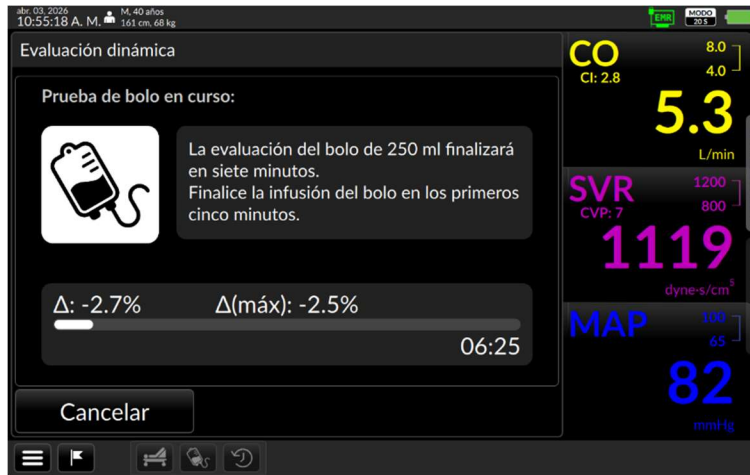 abr. 03, 2026
10:55:18 A. M.
M, 40 años
161 cm, 68 kg
EMR
MODO
20 S
Evaluación dinámica
Prueba de bolo en curso:
La evaluación del bolo de 250 ml finalizará
en siete minutos.
Finalice la infusión del bolo en los primeros
cinco minutos.
Δ: -2.7%
Δ(máx): -2.5%
06:25
Cancelar
CO
CI: 2.8
8.0
4.0
5.3
L/min
SVR
CVP: 7
1200
800
1119
dyne-s/cm⁵
MAP
100
65
82
mmHg